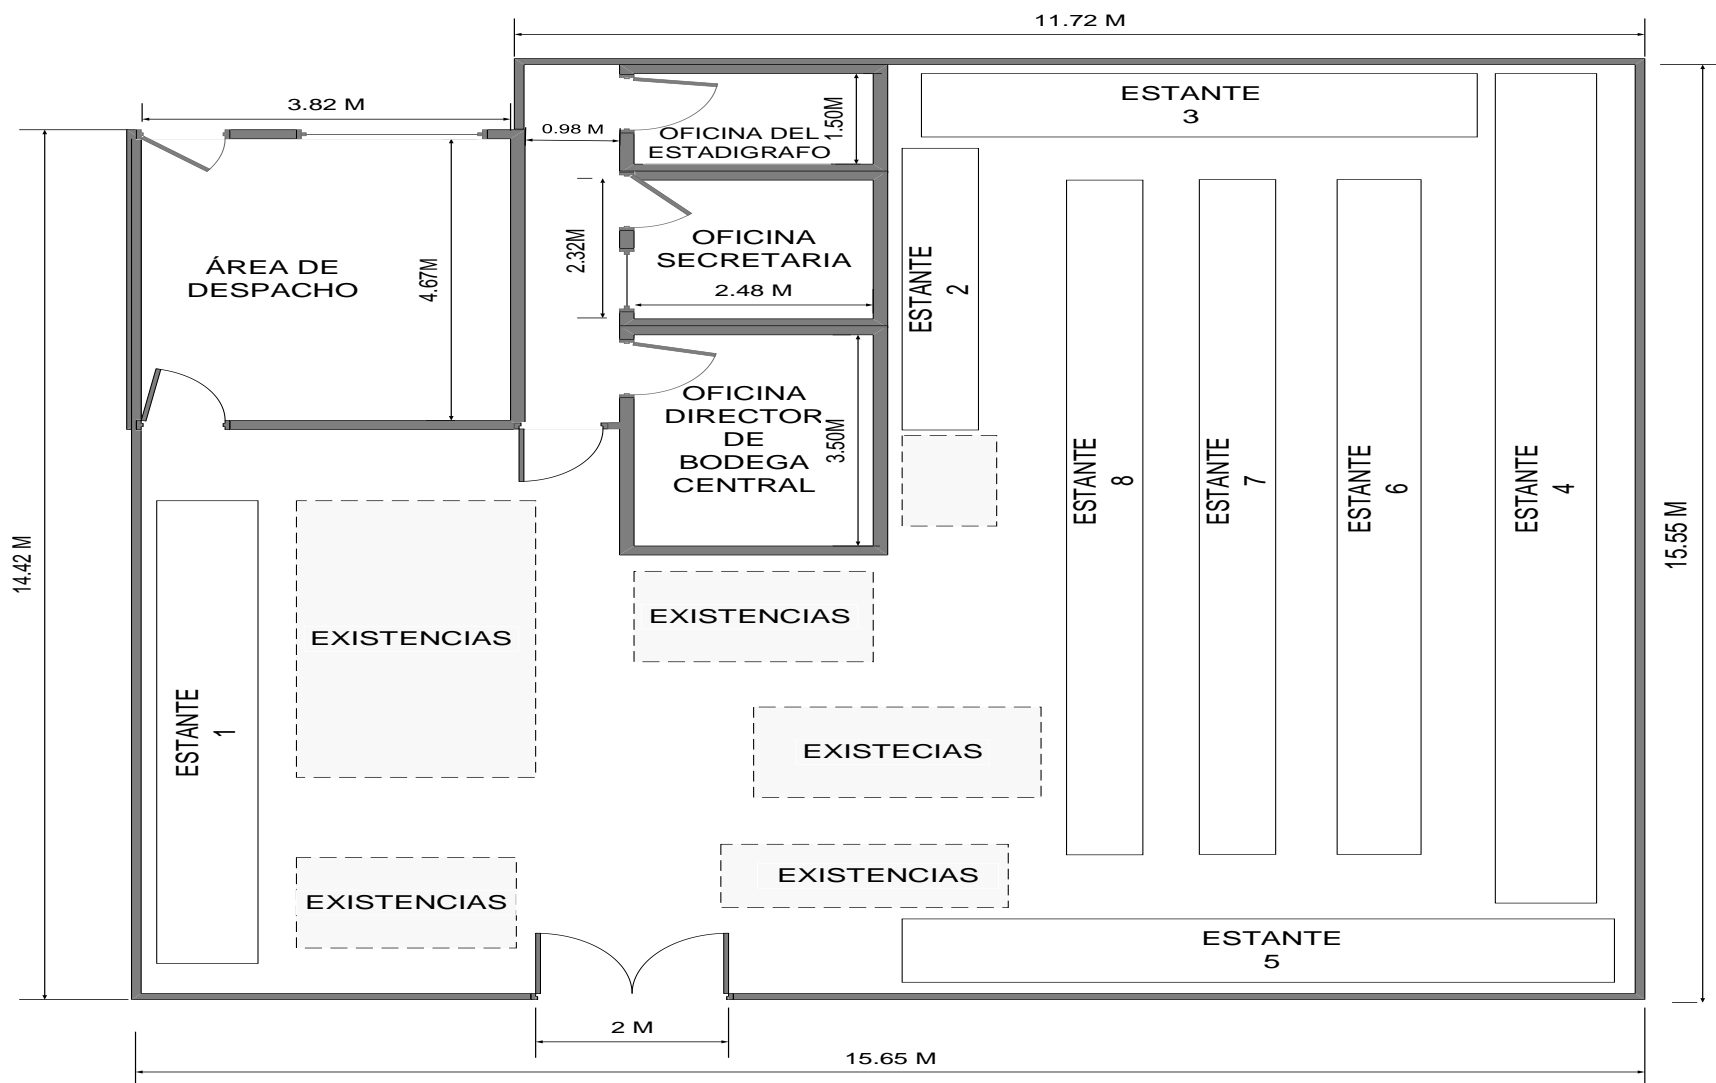 11.72 M
3.82 M
0.98 M
1.50M
OFICINA DEL
ESTADIGRAFO
ESTANTE
3
ÁREA DE
DESPACHO
4.67M
2.32M
OFICINA
SECRETARIA
2.48 M
ESTANTE
2
OFICINA
DIRECTOR
DE
BODEGA
CENTRAL
3.50M
ESTANTE
8
ESTANTE
7
ESTANTE
6
ESTANTE
4
14.42 M
15.55 M
EXISTENCIAS
EXISTENCIAS
ESTANTE
1
EXISTECIAS
EXISTENCIAS
EXISTENCIAS
ESTANTE
5
2 M
15.65 M